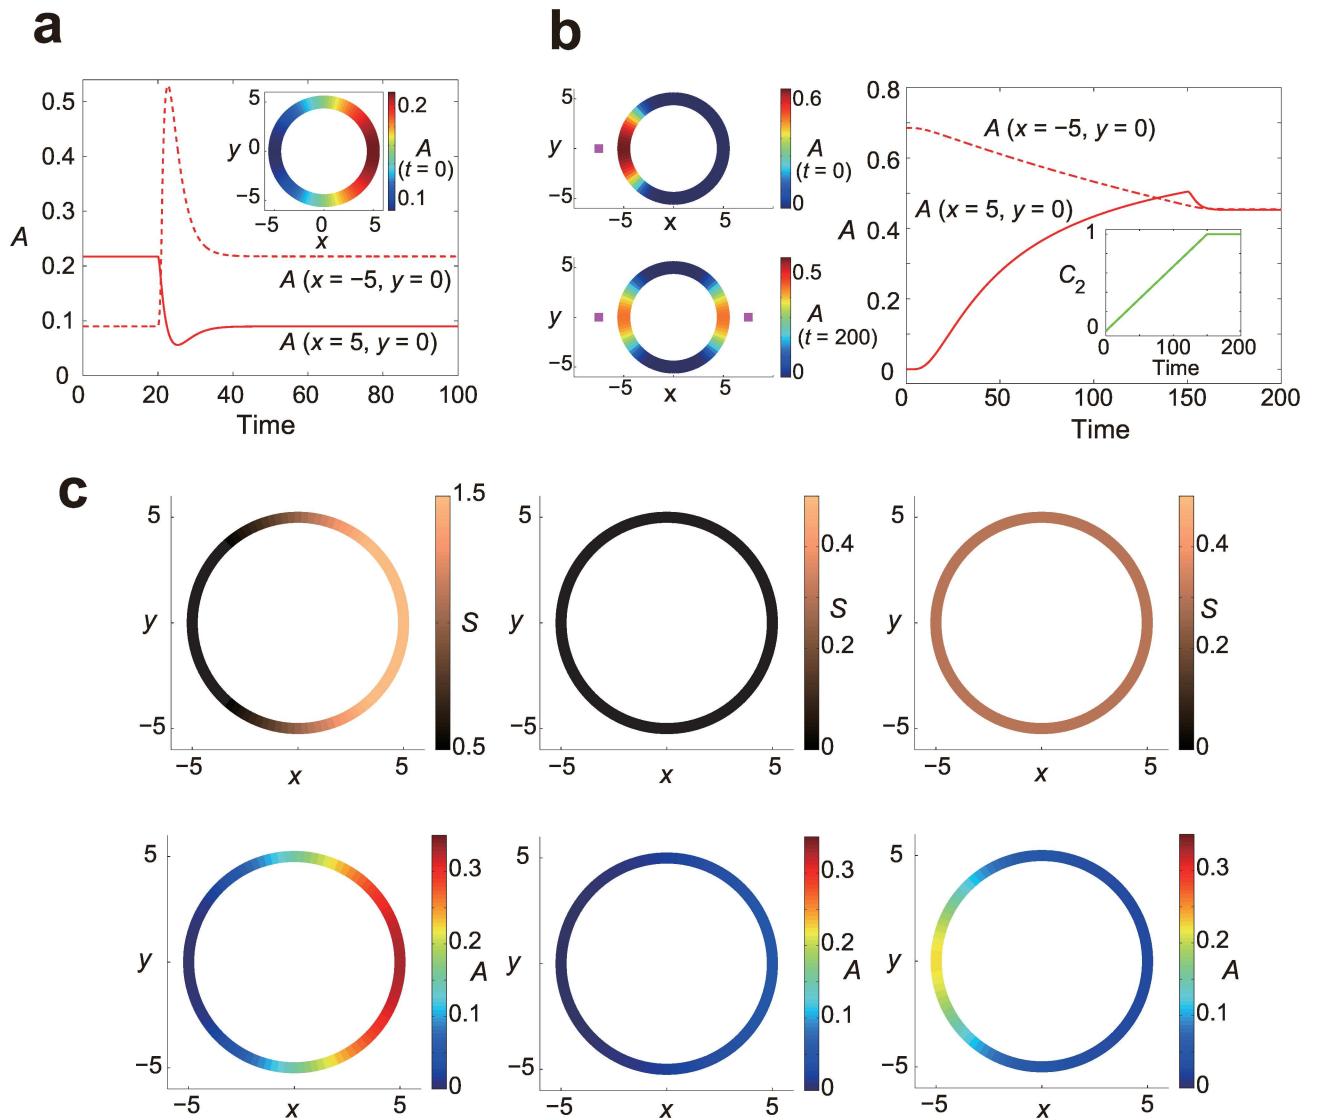 a
b
0.5
0.4
0.3
0.2
0.1
0
A
0
20
40
60
80
100
Time
5
y 0
−5
−5
0
5
x
0.2
A
(t = 0)
0.1
A (x = −5, y = 0)
A (x = 5, y = 0)
5
y
−5
−5
5
x
0.6
A
(t = 0)
0
5
y
−5
−5
5
x
0.5
A
(t = 200)
0
0.8
0.6
A 0.4
0.2
0
0
50
100
150
200
Time
A (x = −5, y = 0)
A (x = 5, y = 0)
1
C2
0
0
100
200
Time
c
5
y
−5
−5
5
x
1.5
S
0.5
5
y
−5
−5
5
x
0.4
S
0.2
0
5
y
−5
−5
5
x
0.4
S
0.2
0
5
y
−5
−5
5
x
0.3
0.2
A
0.1
0
5
y
−5
−5
5
x
0.3
0.2
A
0.1
0
5
y
−5
−5
5
x
0.3
0.2
A
0.1
0